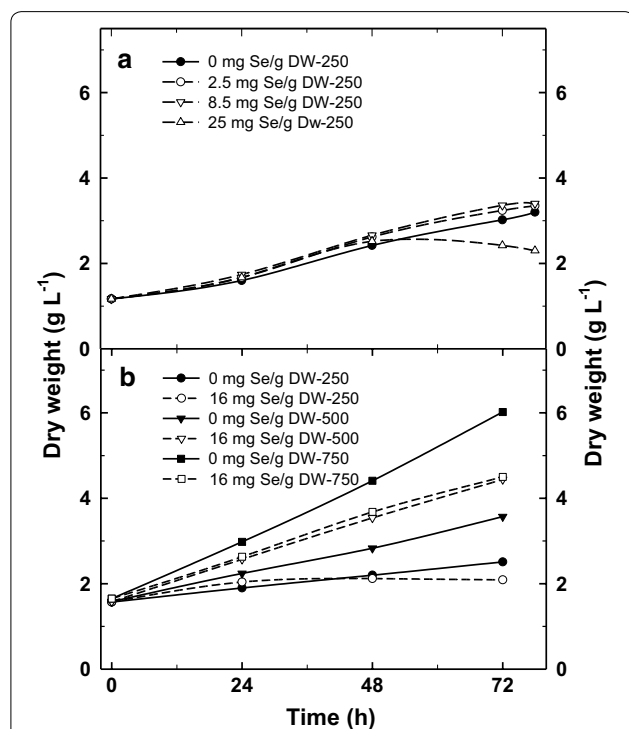 a
0 mg Se/g DW-250
2.5 mg Se/g DW-250
8.5 mg Se/g DW-250
25 mg Se/g Dw-250
6
4
2
0
6
4
2
0
b
0 mg Se/g DW-250
16 mg Se/g DW-250
0 mg Se/g DW-500
16 mg Se/g DW-500
0 mg Se/g DW-750
16 mg Se/g DW-750
6
4
2
0
6
4
2
0
Dry weight (g L⁻¹)
Dry weight (g L⁻¹)
0 24 48 72
Time (h)